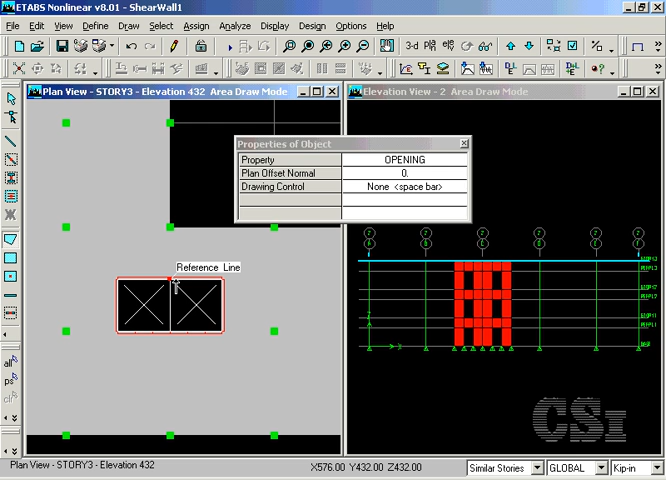 ETABS Nonlinear v8.01 - ShearWall1
File Edit View Define Draw Select Assign Analyze Display Design Options Help
3-d
all
ps
clr
Plan View - STORY3 - Elevation 432 Area Draw Mode
Elevation View - 2 Area Draw Mode
Properties of Object
Property OPENING
Plan Offset Normal 0.
Drawing Control None <space bar>
Reference Line
CSI
Plan View - STORY3 - Elevation 432
X576.00 Y432.00 Z432.00
Similar Stories
GLOBAL
Kip-in